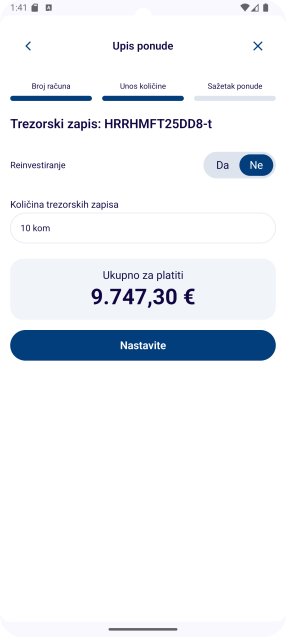 1:41
Upis ponude
Broj računa
Unos količine
Sažetak ponude
Trezorski zapis: HRRHMFT25DD8-t
Reinvestiranje
Da
Ne
Količina trezorskih zapisa
10 kom
Ukupno za platiti
9.747,30 €
Nastavite